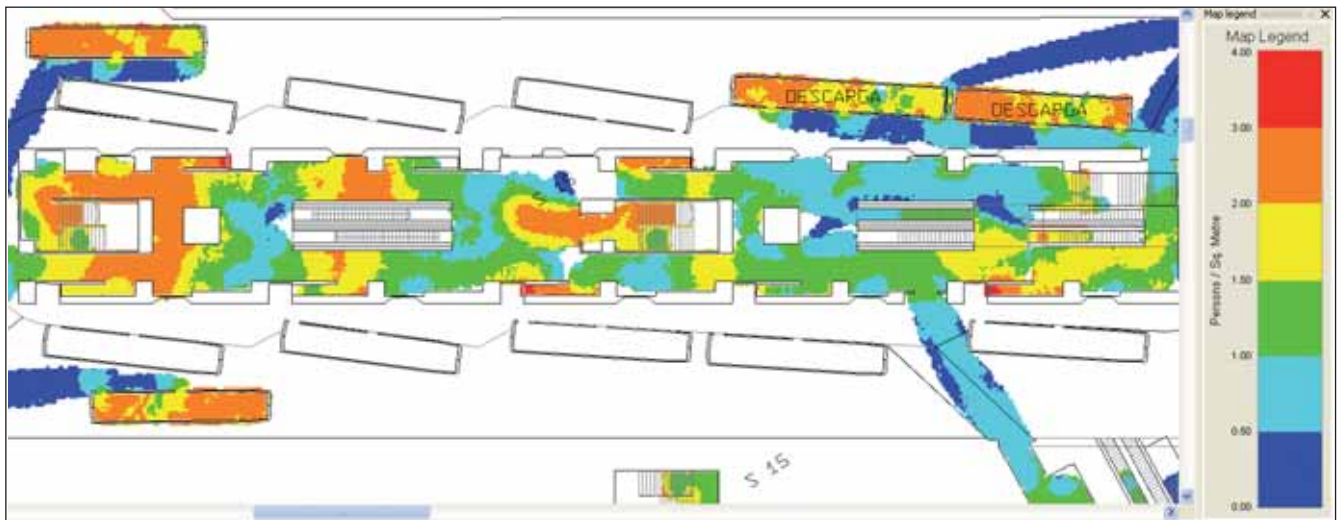 Map legend
Map Legend
4.00
3.00
2.00
1.50
1.00
0.50
0.00
Persons / Sq. Metre
DESCARGA
DESCARGA
S 15